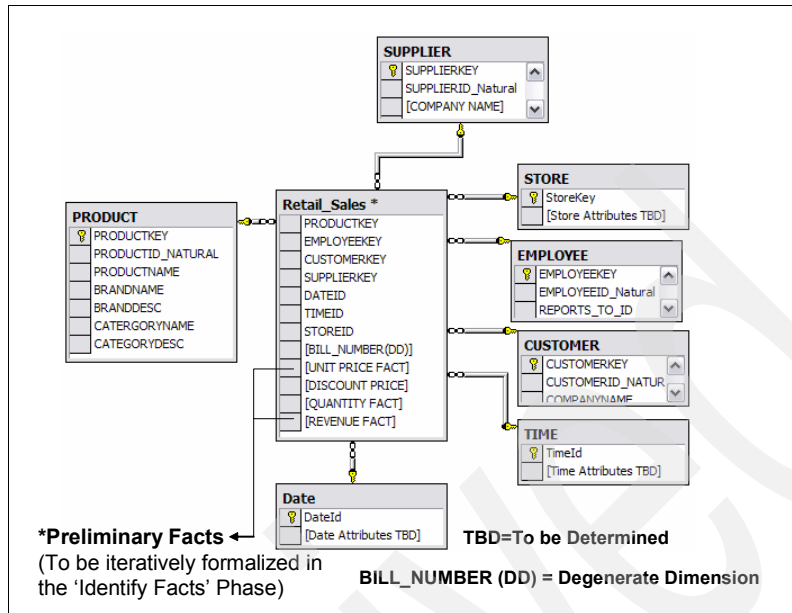 SUPPLIER
SUPPLIERKEY
SUPPLIERID_Natural
[COMPANY NAME]
STORE
StoreKey
[Store Attributes TBD]
Retail_Sales *
PRODUCTKEY
EMPLOYEEKEY
CUSTOMERKEY
SUPPLIERKEY
DATEID
TIMEID
STOREID
[BILL_NUMBER(DD)]
[UNIT PRICE FACT]
[DISCOUNT PRICE]
[QUANTITY FACT]
[REVENUE FACT]
PRODUCT
PRODUCTKEY
PRODUCTID_NATURAL
PRODUCTNAME
BRANDNAME
BRANDDESC
CATERGORYNAME
CATEGORYDESC
EMPLOYEE
EMPLOYEEKEY
EMPLOYEEID_Natural
REPORTS_TO_ID
CUSTOMER
CUSTOMERKEY
CUSTOMERID_NATUR
COMPANYNAME
TIME
TimeId
[Time Attributes TBD]
Date
DateId
[Date Attributes TBD]
*Preliminary Facts
(To be iteratively formalized in
the 'Identify Facts' Phase)
TBD=To be Determined
BILL_NUMBER (DD) = Degenerate Dimension